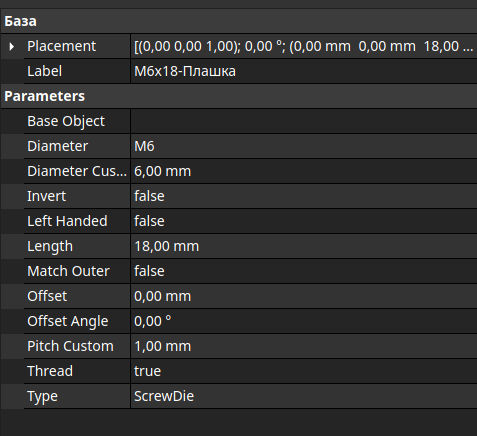 База
Placement [(0,00 0,00 1,00); 0,00 °; (0,00 mm 0,00 mm 18,00 ...
Label M6x18-Плашка
Parameters
Base Object
Diameter M6
Diameter Cus... 6,00 mm
Invert false
Left Handed false
Length 18,00 mm
Match Outer false
Offset 0,00 mm
Offset Angle 0,00 °
Pitch Custom 1,00 mm
Thread true
Type ScrewDie